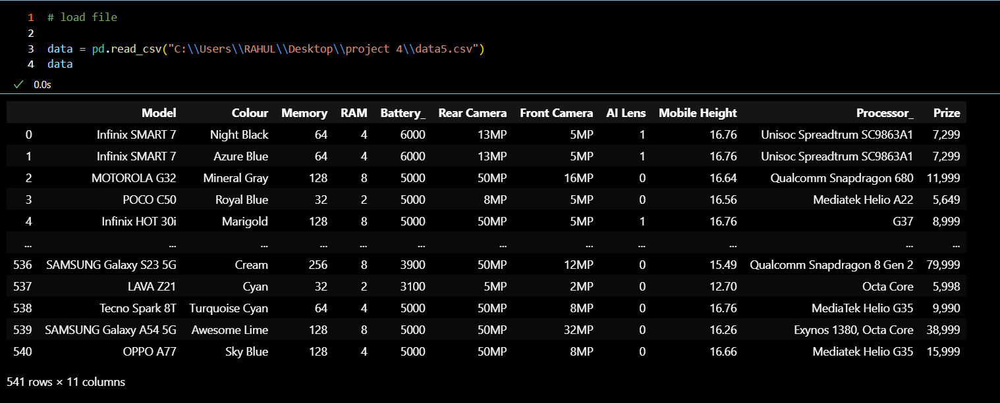 1 # load file
2
3 data = pd.read_csv("C:\\Users\\RAHUL\\Desktop\\project 4\\data5.csv")
4 data
✓ 0.0s
Model Colour Memory RAM Battery_ Rear Camera Front Camera AI Lens Mobile Height Processor_ Prize
0 Infinix SMART 7 Night Black 64 4 6000 13MP 5MP 1 16.76 Unisoc Spreadtrum SC9863A1 7,299
1 Infinix SMART 7 Azure Blue 64 4 6000 13MP 5MP 1 16.76 Unisoc Spreadtrum SC9863A1 7,299
2 MOTOROLA G32 Mineral Gray 128 8 5000 50MP 16MP 0 16.64 Qualcomm Snapdragon 680 11,999
3 POCO C50 Royal Blue 32 2 5000 8MP 5MP 0 16.56 Mediatek Helio A22 5,649
4 Infinix HOT 30i Marigold 128 8 5000 50MP 5MP 1 16.76 G37 8,999
... ... ... ... ... ... ... ... ... ... ... ...
536 SAMSUNG Galaxy S23 5G Cream 256 8 3900 50MP 12MP 0 15.49 Qualcomm Snapdragon 8 Gen 2 79,999
537 LAVA Z21 Cyan 32 2 3100 5MP 2MP 0 12.70 Octa Core 5,998
538 Tecno Spark 8T Turquoise Cyan 64 4 5000 50MP 8MP 0 16.76 MediaTek Helio G35 9,990
539 SAMSUNG Galaxy A54 5G Awesome Lime 128 8 5000 50MP 32MP 0 16.26 Exynos 1380, Octa Core 38,999
540 OPPO A77 Sky Blue 128 4 5000 50MP 8MP 0 16.66 Mediatek Helio G35 15,999
541 rows × 11 columns